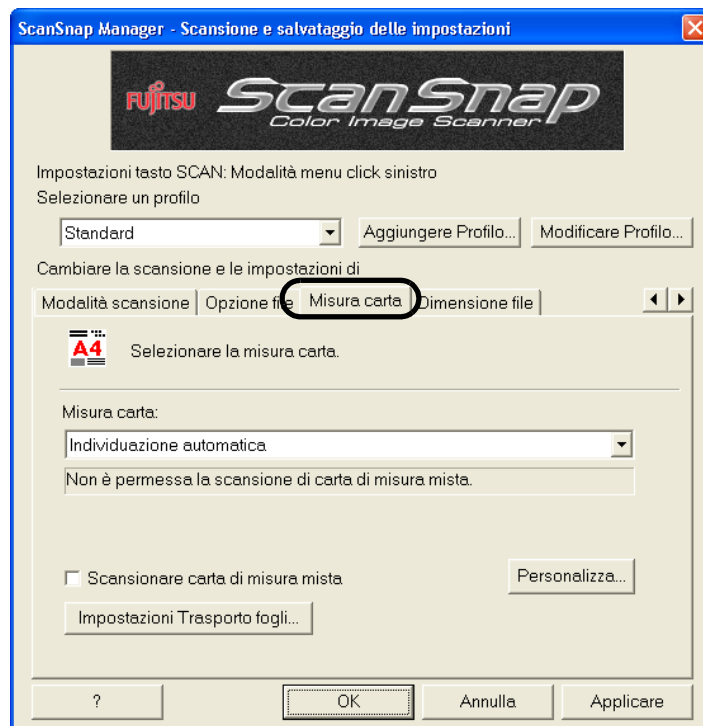 ScanSnap Manager - Scansione e salvataggio delle impostazioni
FUJITSU ScanSnap
Color Image Scanner
Impostazioni tasto SCAN: Modalità menu click sinistro
Selezionare un profilo
Standard Aggiungere Profilo... Modificare Profilo...
Cambiare la scansione e le impostazioni di
Modalità scansione Opzione file Misura carta Dimensione file
A4 Selezionare la misura carta.
Misura carta:
Individuazione automatica
Non è permessa la scansione di carta di misura mista.
Scansionare carta di misura mista Personalizza...
Impostazioni Trasporto fogli...
? OK Annulla Applicare